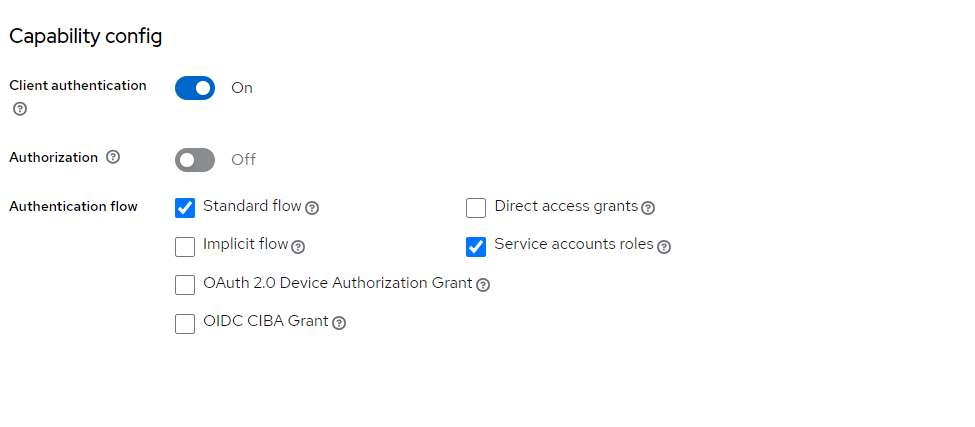 Capability config
Client authentication
On
Authorization
Off
Authentication flow
Standard flow
Direct access grants
Implicit flow
Service accounts roles
OAuth 2.0 Device Authorization Grant
OIDC CIBA Grant